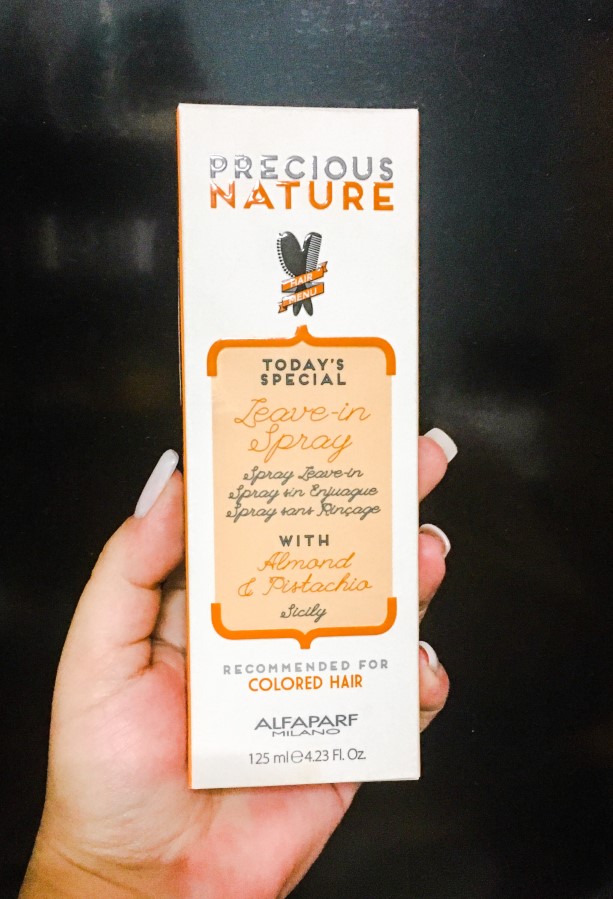 PRECIOUS
NATURE
HAIR
MENU
TODAY'S
SPECIAL
Leave-in
Spray
Spray Leave-in
Spray sin Enjuague
Spray sans Rinçage
WITH
Almond
& Pistachio
Sicily
RECOMMENDED FOR
COLORED HAIR
ALFAPARF
MILANO
125 ml ℮ 4.23 Fl. Oz.